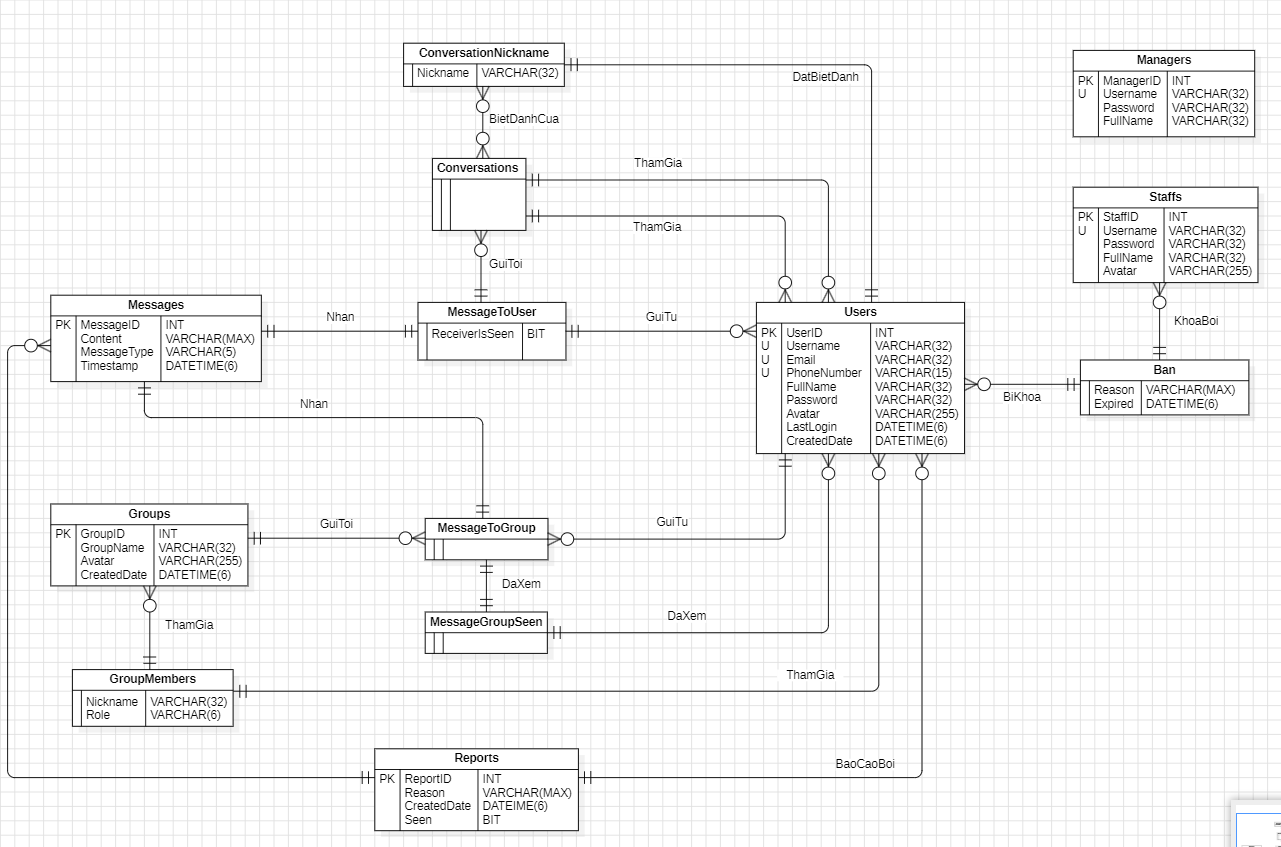 ConversationNickname
Nickname VARCHAR(32)
DatBietDanh
BietDanhCua
Conversations
ThamGia
ThamGia
GuiToi
Managers
PK ManagerID INT
U Username VARCHAR(32)
Password VARCHAR(32)
FullName VARCHAR(32)
Staffs
PK StaffID INT
U Username VARCHAR(32)
Password VARCHAR(32)
FullName VARCHAR(32)
Avatar VARCHAR(255)
KhoaBoi
Messages
PK MessageID INT
Content VARCHAR(MAX)
MessageType VARCHAR(5)
Timestamp DATETIME(6)
Nhan
MessageToUser
ReceiverIsSeen BIT
GuiTu
Users
PK UserID INT
U Username VARCHAR(32)
U Email VARCHAR(32)
U PhoneNumber VARCHAR(15)
FullName VARCHAR(32)
Password VARCHAR(32)
Avatar VARCHAR(255)
LastLogin DATETIME(6)
CreatedDate DATETIME(6)
BiKhoa
Ban
Reason VARCHAR(MAX)
Expired DATETIME(6)
Nhan
Groups
PK GroupID INT
GroupName VARCHAR(32)
Avatar VARCHAR(255)
CreatedDate DATETIME(6)
GuiToi
MessageToGroup
GuiTu
DaXem
MessageGroupSeen
DaXem
ThamGia
GroupMembers
Nickname VARCHAR(32)
Role VARCHAR(6)
ThamGia
Reports
PK ReportID INT
Reason VARCHAR(MAX)
CreatedDate DATEIME(6)
Seen BIT
BaoCaoBoi